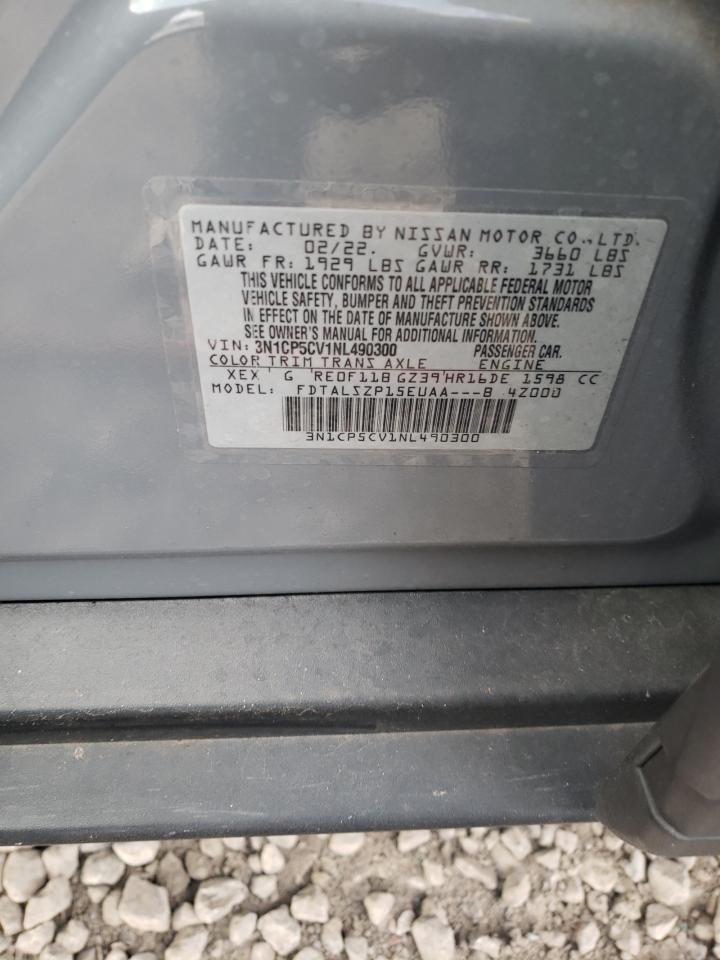 MANUFACTURED BY NISSAN MOTOR CO.,LTD.
DATE: 02/22. GVWR: 3660 LBS
GAWR FR: 1929 LBS GAWR RR: 1731 LBS
THIS VEHICLE CONFORMS TO ALL APPLICABLE FEDERAL MOTOR
VEHICLE SAFETY, BUMPER AND THEFT PREVENTION STANDARDS
IN EFFECT ON THE DATE OF MANUFACTURE SHOWN ABOVE.
SEE OWNER'S MANUAL FOR ADDITIONAL INFORMATION.
VIN: 3N1CP5CV1NL490300 PASSENGER CAR.
COLOR TRIM TRANS AXLE ENGINE
XEX' G 'RE0F11B GZ39'HR16DE 1598 CC
MODEL: FDTALSZP15EUAA---B 4Z000
3N1CP5CV1NL490300